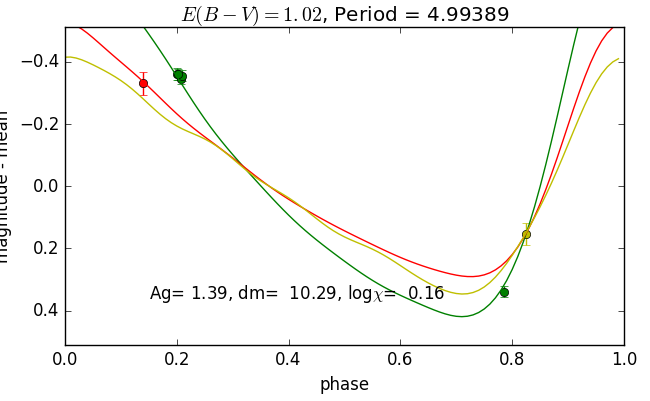 E(B − V) = 1.02, Period = 4.99389
magnitude - mean
−0.4
−0.2
0.0
0.2
0.4
Ag= 1.39, dm= 10.29, logχ= 0.16
0.0 0.2 0.4 0.6 0.8 1.0
phase